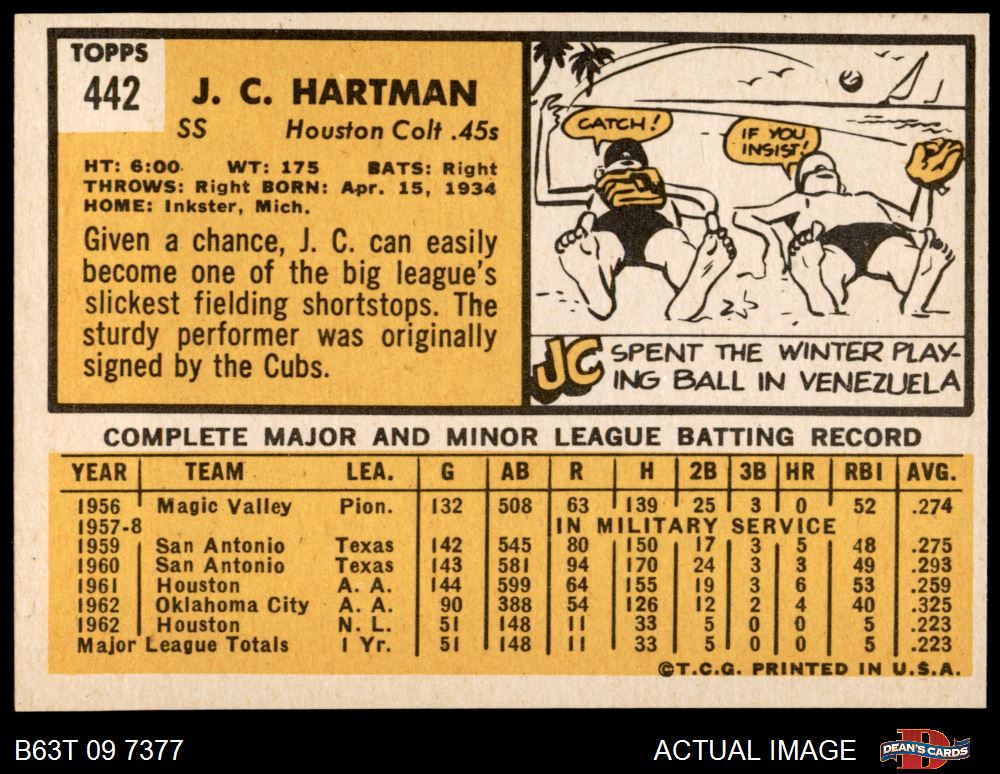 TOPPS
442
J. C. HARTMAN
SS Houston Colt .45s
HT: 6:00 WT: 175 BATS: Right
THROWS: Right BORN: Apr. 15, 1934
HOME: Inkster, Mich.
Given a chance, J. C. can easily
become one of the big league's
slickest fielding shortstops. The
sturdy performer was originally
signed by the Cubs.
CATCH!
IF YOU
INSIST!
JC SPENT THE WINTER PLAY-
ING BALL IN VENEZUELA
COMPLETE MAJOR AND MINOR LEAGUE BATTING RECORD
YEAR TEAM LEA. G AB R H 2B 3B HR RBI AVG.
1956 Magic Valley Pion. 132 508 63 139 25 3 0 52 .274
1957-8 IN MILITARY SERVICE
1959 San Antonio Texas 142 545 80 150 17 3 5 48 .275
1960 San Antonio Texas 143 581 94 170 24 3 3 49 .293
1961 Houston A. A. 144 599 64 155 19 3 6 53 .259
1962 Oklahoma City A. A. 90 388 54 126 12 2 4 40 .325
1962 Houston N. L. 51 148 11 33 5 0 0 5 .223
Major League Totals 1 Yr. 51 148 11 33 5 0 0 5 .223
©T.C.G. PRINTED IN U.S.A.
B63T 09 7377 ACTUAL IMAGE DEAN'S CARDS